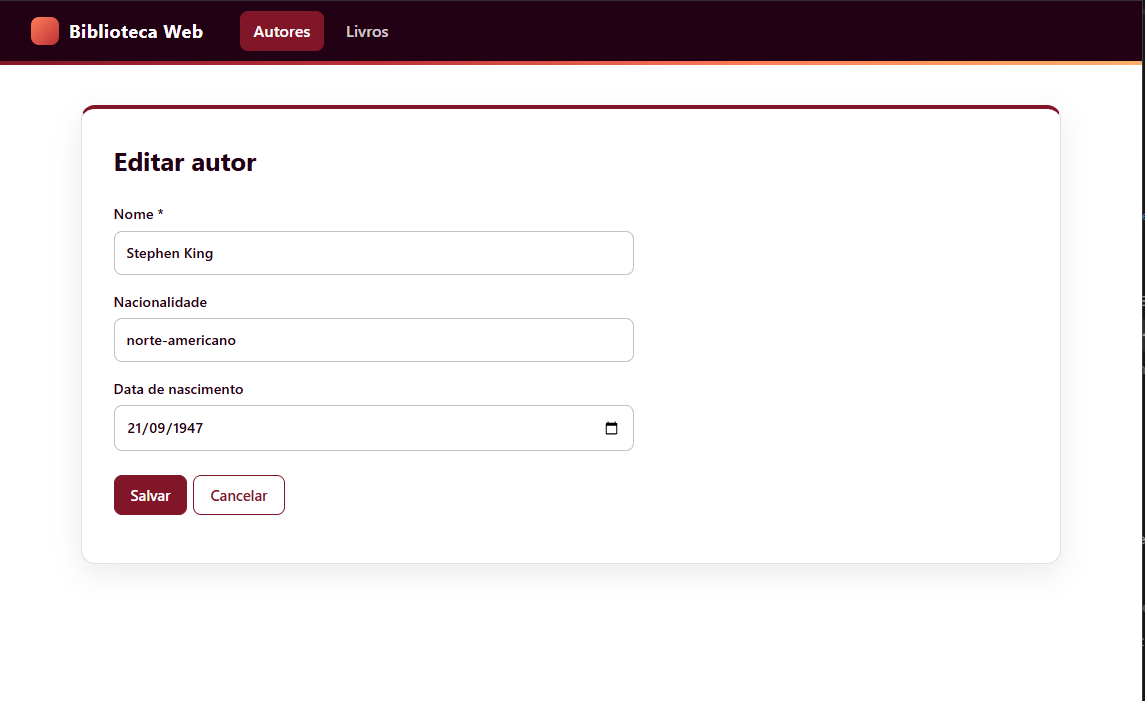 Biblioteca Web Autores Livros
Editar autor
Nome *
Stephen King
Nacionalidade
norte-americano
Data de nascimento
21/09/1947
Salvar Cancelar